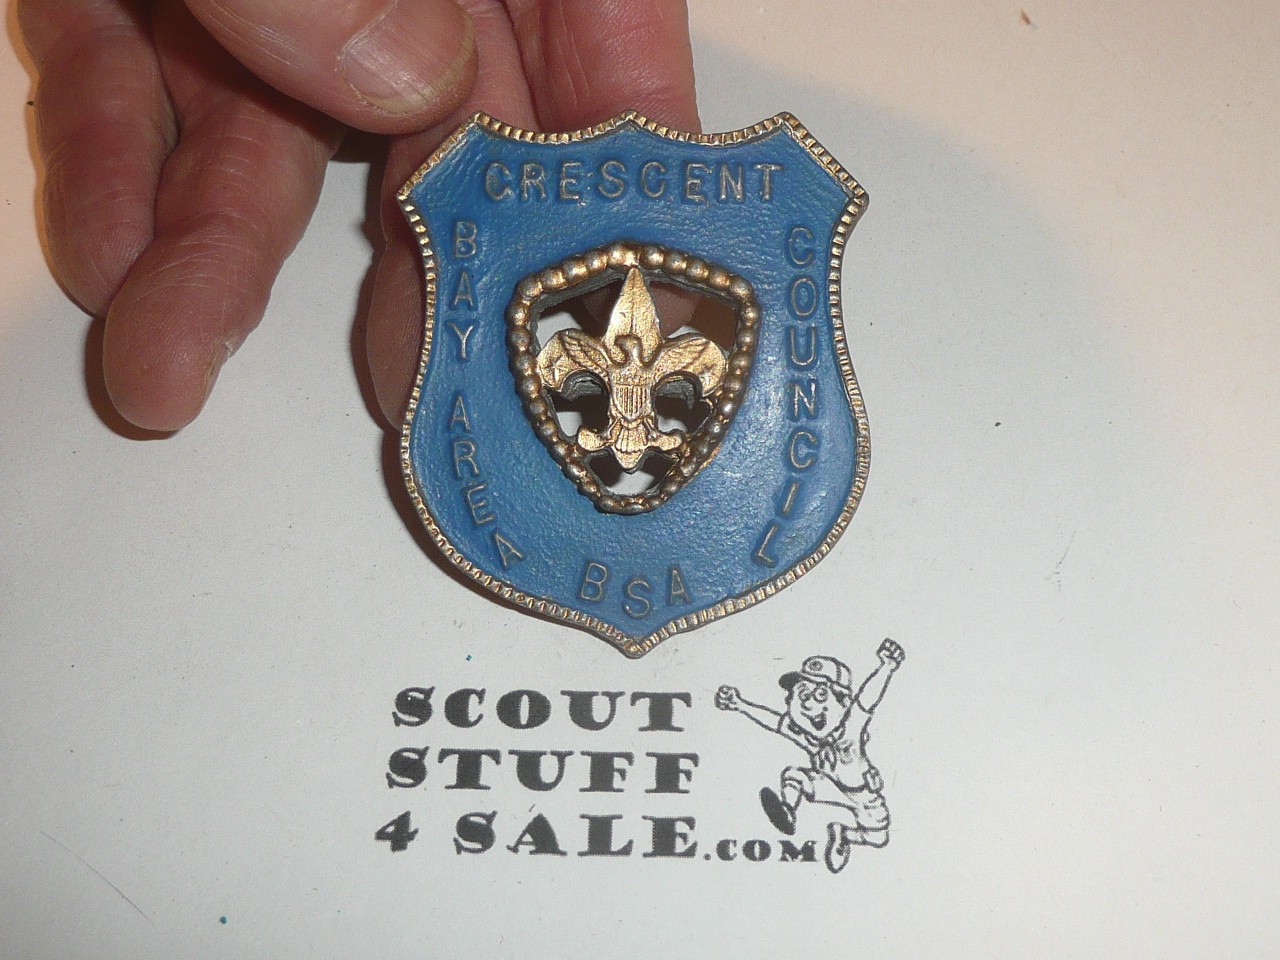 CRESCENT
BAY AREA
COUNCIL
BSA
SCOUT
STUFF
4 SALE.COM